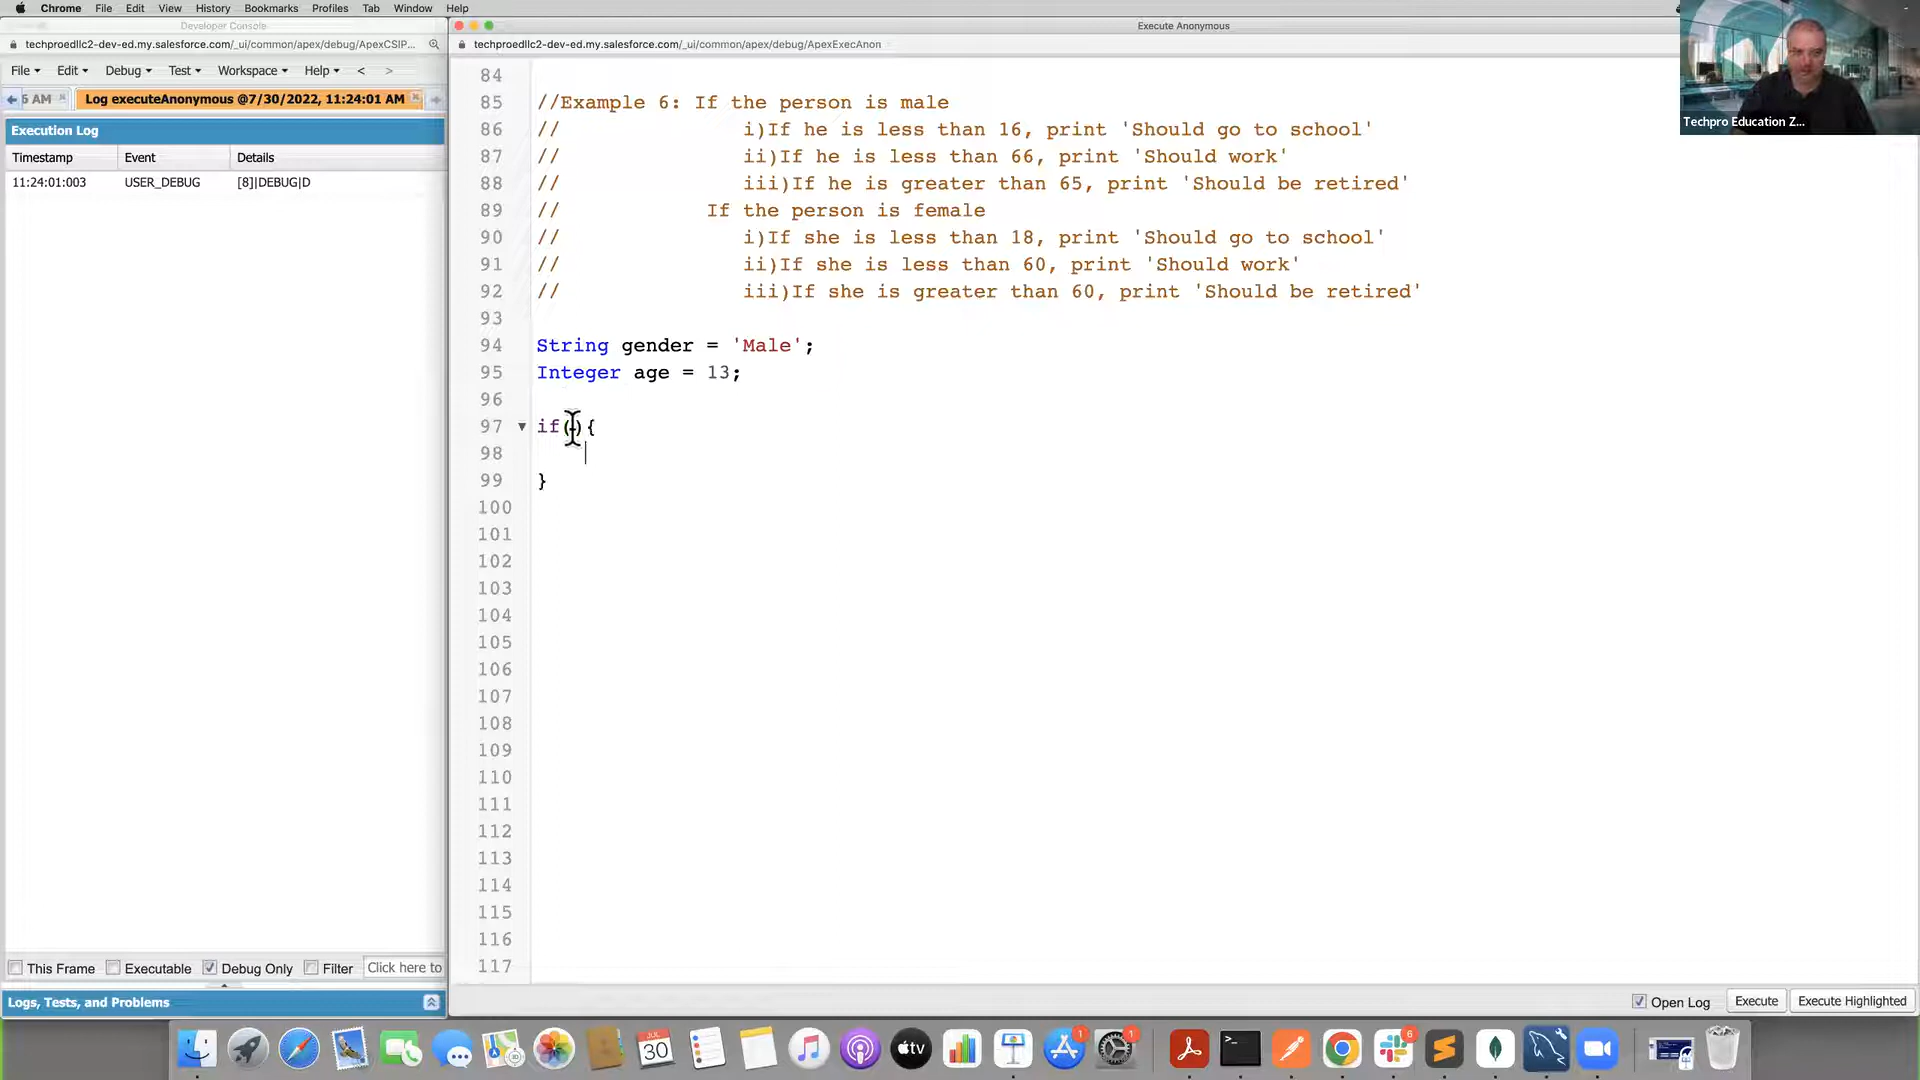 Chrome File Edit View History Bookmarks Profiles Tab Window Help
Developer Console
techproedllc2-dev-ed.my.salesforce.com/_ui/common/apex/debug/ApexCSIP...
File Edit Debug Test Workspace Help < >
5 AM Log executeAnonymous @7/30/2022, 11:24:01 AM
Execution Log
Timestamp Event Details
11:24:01:003 USER_DEBUG [8]|DEBUG|D
This Frame Executable Debug Only Filter Click here to
Logs, Tests, and Problems
Execute Anonymous
techproedllc2-dev-ed.my.salesforce.com/_ui/common/apex/debug/ApexExecAnon
84
85 //Example 6: If the person is male
86 // i)If he is less than 16, print 'Should go to school'
87 // ii)If he is less than 66, print 'Should work'
88 // iii)If he is greater than 65, print 'Should be retired'
89 // If the person is female
90 // i)If she is less than 18, print 'Should go to school'
91 // ii)If she is less than 60, print 'Should work'
92 // iii)If she is greater than 60, print 'Should be retired'
93
94 String gender = 'Male';
95 Integer age = 13;
96
97 if(){
98
99 }
100
101
102
103
104
105
106
107
108
109
110
111
112
113
114
115
116
117
Open Log Execute Execute Highlighted
Techpro Education Z...
JUL
30
tv
1
1
6